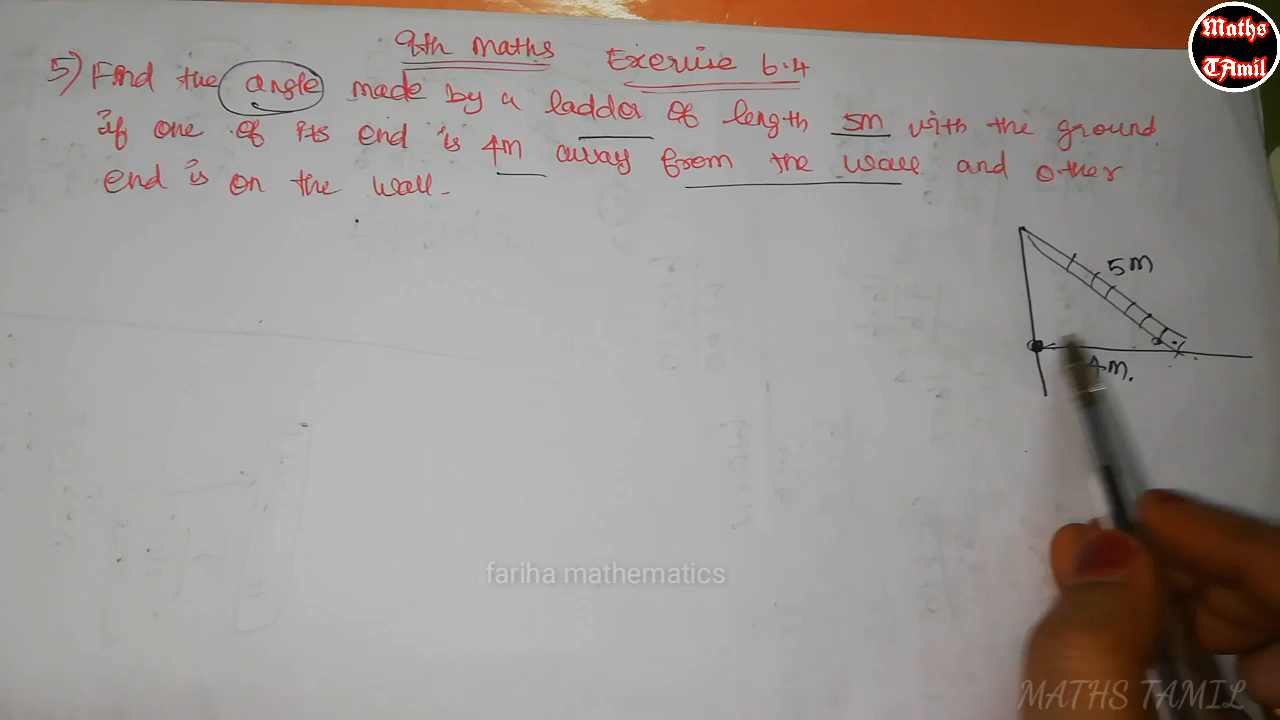 9th maths Exercise 6.4
5) Find the angle made by a ladder of length 5m with the ground
if one of its end is 4m away from the wall and other
end is on the wall.
5m
4m.
fariha mathematics
MATHS TAMIL
Maths
TAmil